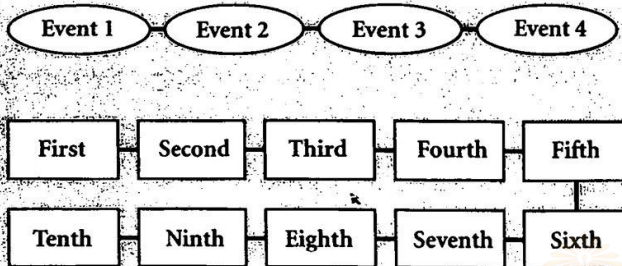 Event 1 Event 2 Event 3 Event 4
First Second Third Fourth Fifth
Tenth Ninth Eighth Seventh Sixth